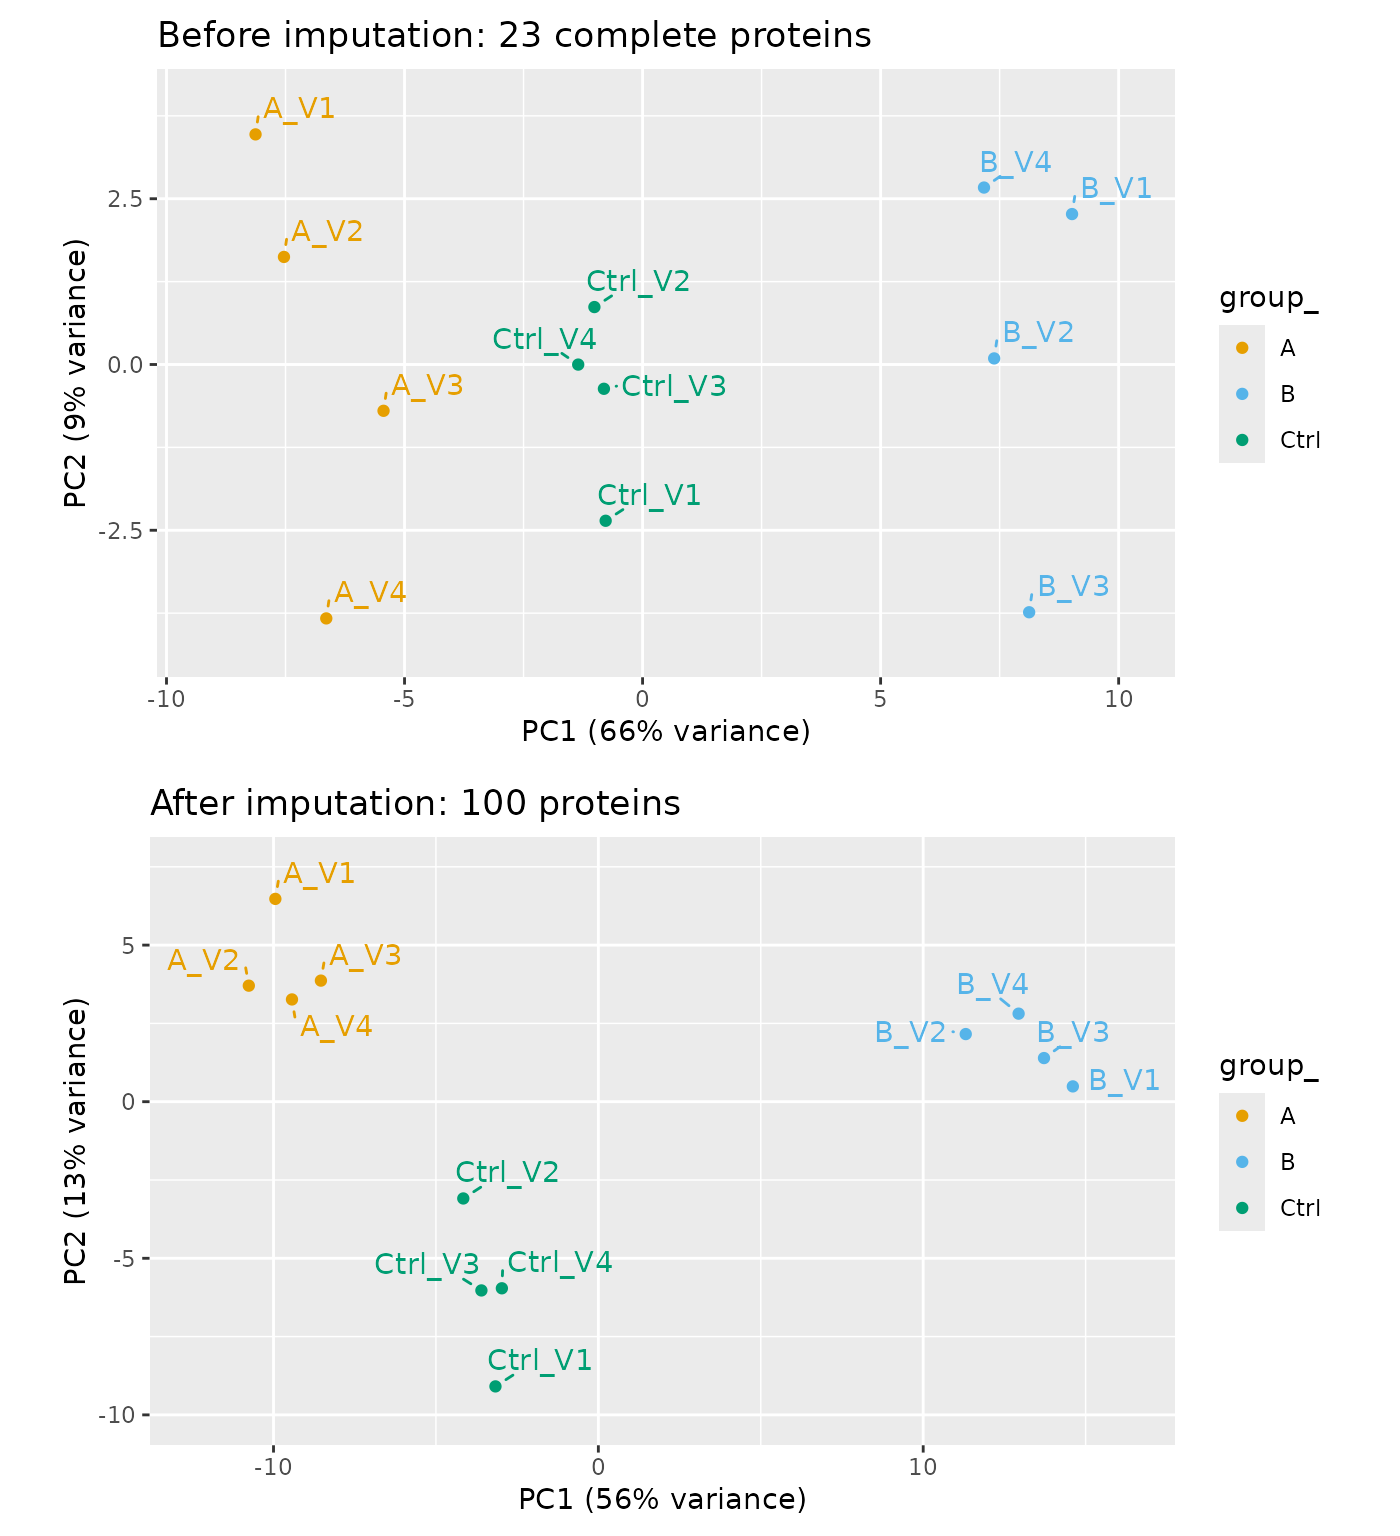 Before imputation: 23 complete proteins
A_V1
B_V4
B_V1
2.5
A_V2
Ctrl_V2
group_
B_V2
Ctrl_V4
A
0.0
A_V3
Ctrl_V3
B
Ctrl
PC2 (9% variance)
Ctrl_V1
-2.5
B_V3
A_V4
-10
-5
0
5
10
PC1 (66% variance)
After imputation: 100 proteins
A_V1
5
A_V2
A_V3
B_V4
A_V4
B_V2
B_V3
group_
B_V1
0
A
B
PC2 (13% variance)
Ctrl_V2
Ctrl
Ctrl_V3
Ctrl_V4
-5
Ctrl_V1
-10
-10
0
10
PC1 (56% variance)